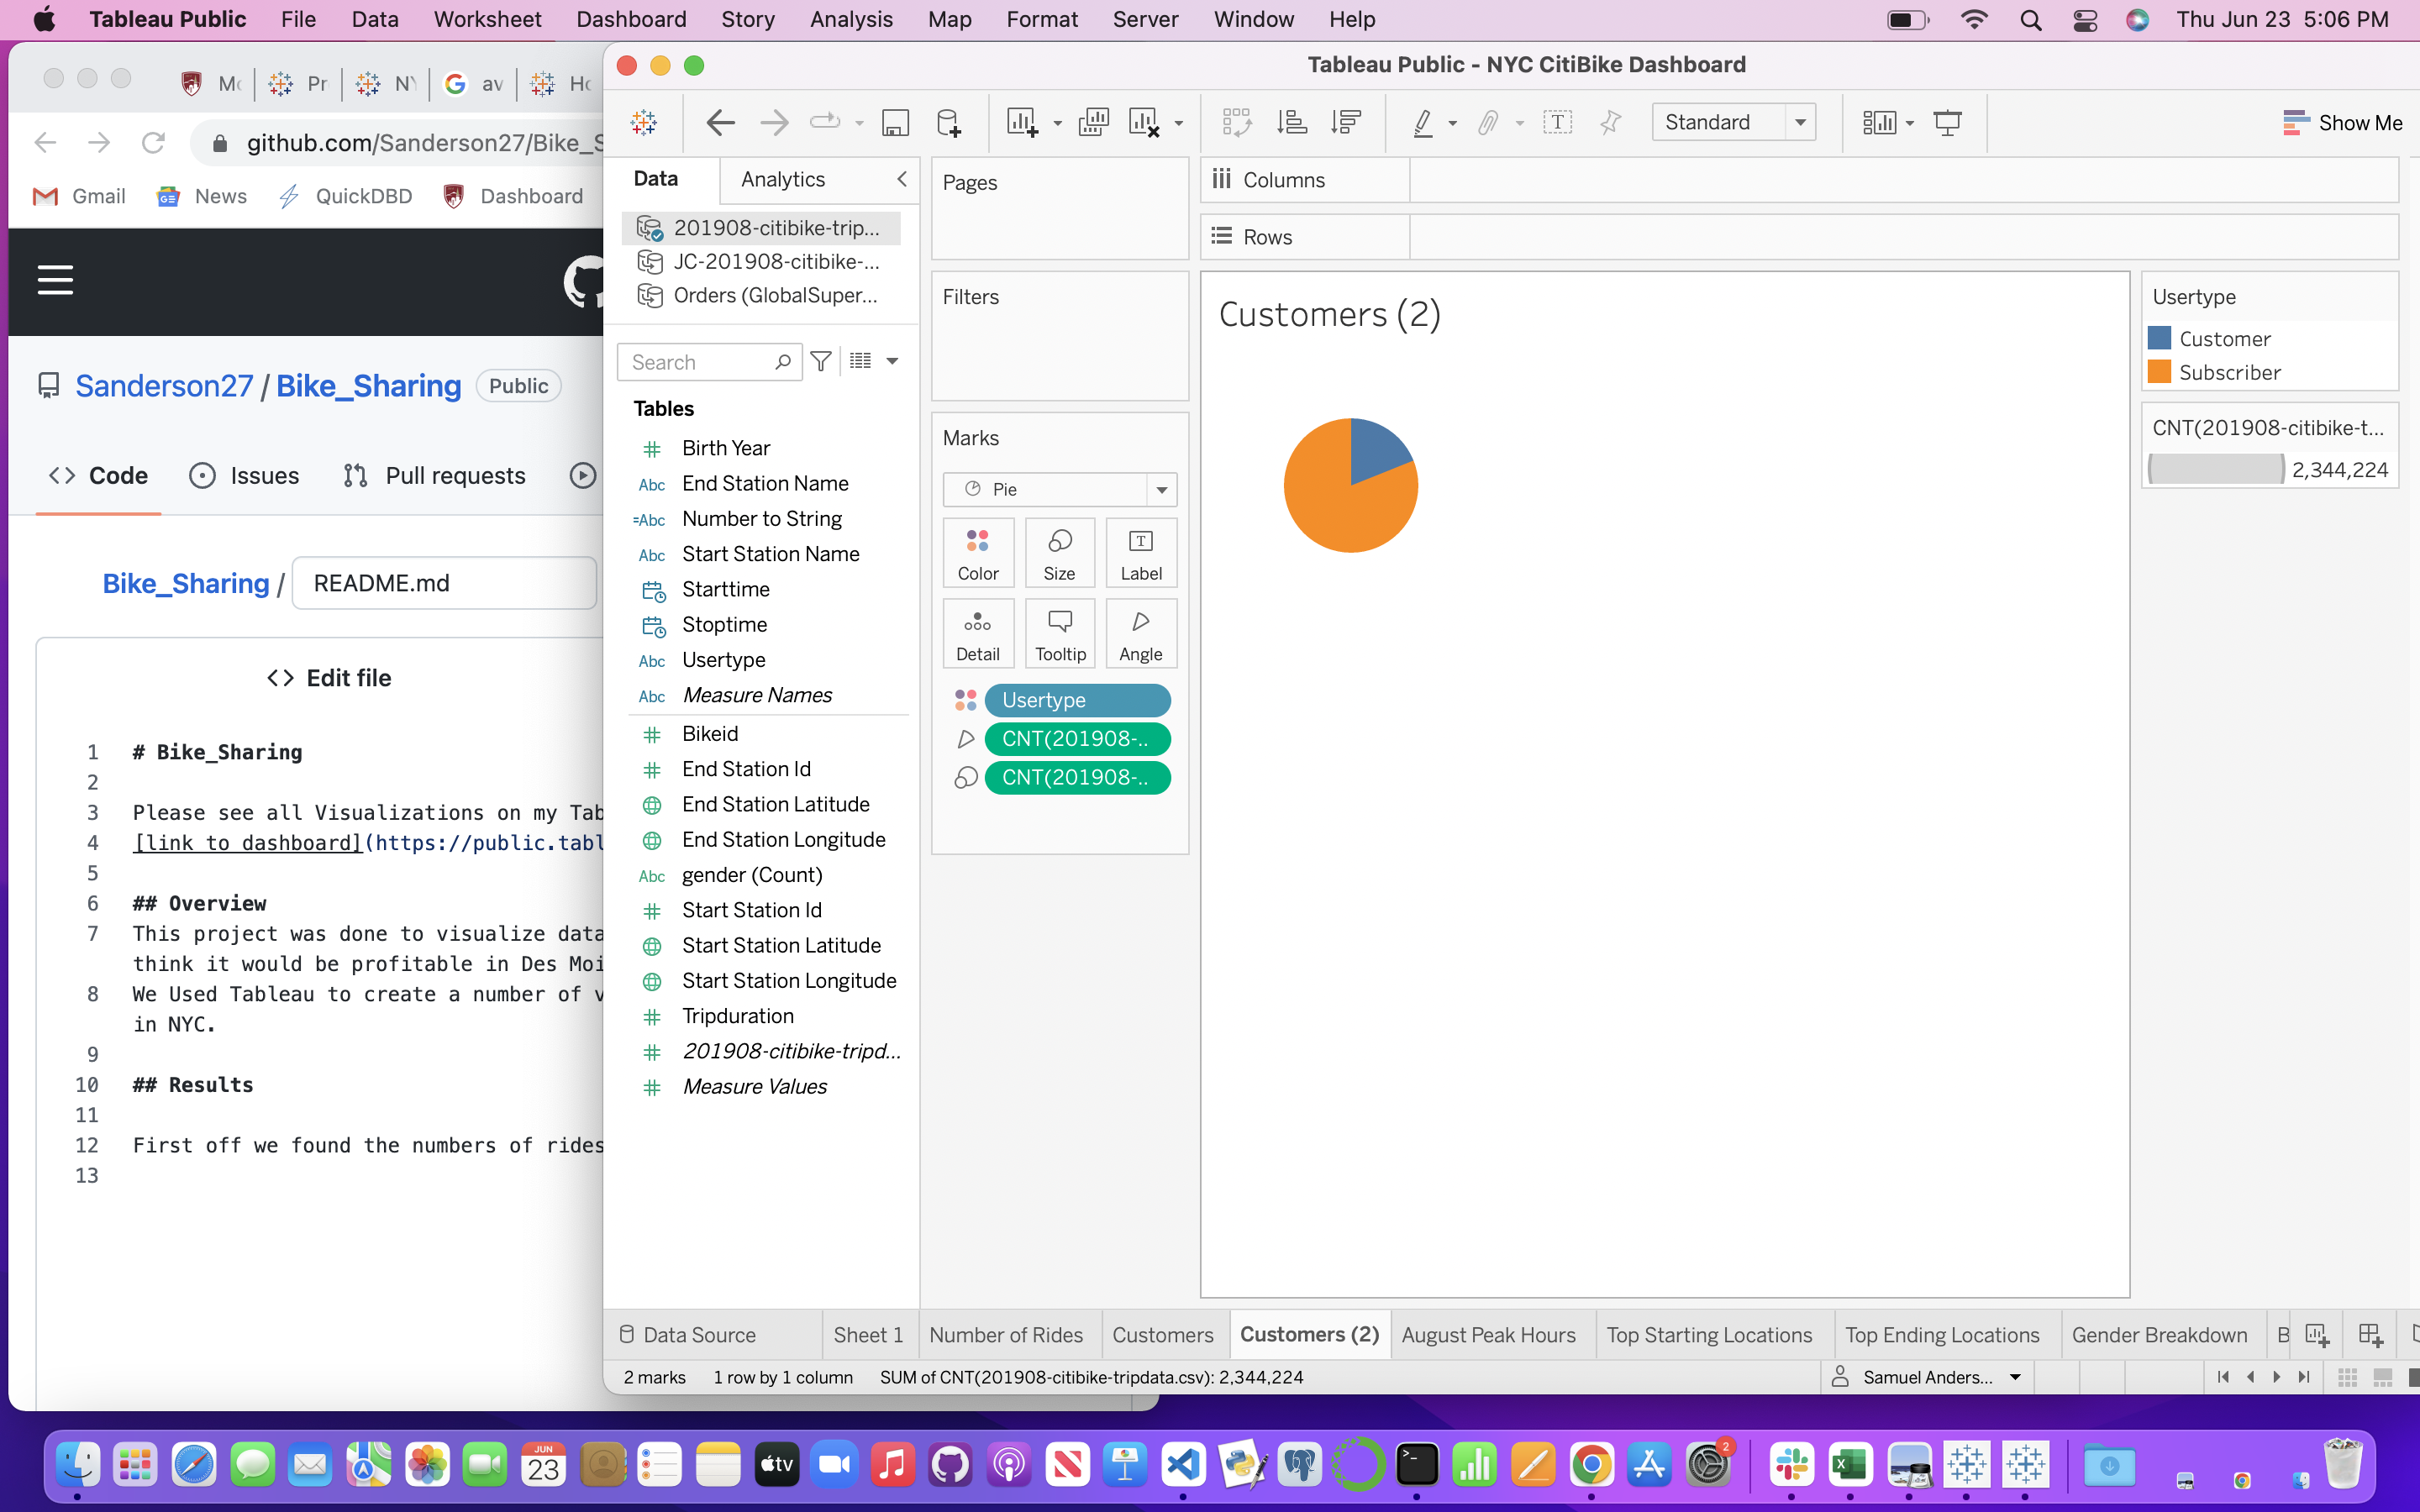 Tableau Public File Data Worksheet Dashboard Story Analysis Map Format Server Window Help Thu Jun 23 5:06 PM
Pr
av
github.com/Sanderson27/Bike_S
Gmail News QuickDBD Dashboard
Sanderson27 / Bike_Sharing Public
Code Issues Pull requests
Bike_Sharing / README.md
<> Edit file
1 # Bike_Sharing
2
3 Please see all Visualizations on my Tab
4 [link to dashboard](https://public.tabl
5
6 ## Overview
7 This project was done to visualize data
think it would be profitable in Des Moi
8 We Used Tableau to create a number of v
in NYC.
9
10 ## Results
11
12 First off we found the numbers of rides
13
Tableau Public - NYC CitiBike Dashboard
Standard
Show Me
Data Analytics
201908-citibike-trip...
JC-201908-citibike-...
Orders (GlobalSuper...
Search
Tables
# Birth Year
Abc End Station Name
=Abc Number to String
Abc Start Station Name
Starttime
Stoptime
Abc Usertype
Abc Measure Names
# Bikeid
# End Station Id
End Station Latitude
End Station Longitude
Abc gender (Count)
# Start Station Id
Start Station Latitude
Start Station Longitude
# Tripduration
# 201908-citibike-tripd...
# Measure Values
Pages
Filters
Marks
Pie
Color Size Label
Detail Tooltip Angle
Usertype
CNT(201908-..
CNT(201908-..
Columns
Rows
Customers (2)
Usertype
Customer
Subscriber
CNT(201908-citibike-t...
2,344,224
Data Source Sheet 1 Number of Rides Customers Customers (2) August Peak Hours Top Starting Locations Top Ending Locations Gender Breakdown B
2 marks 1 row by 1 column SUM of CNT(201908-citibike-tripdata.csv): 2,344,224 Samuel Anders...
JUN
23
tv
2